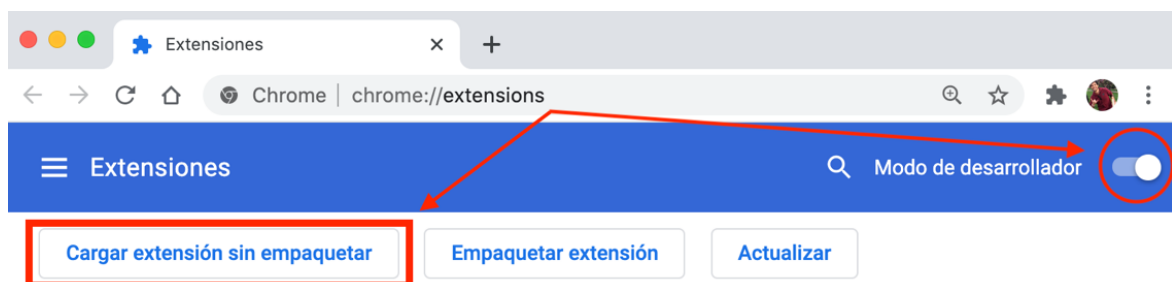 Extensiones
Chrome | chrome://extensions
Extensiones Modo de desarrollador
Cargar extensión sin empaquetar Empaquetar extensión Actualizar